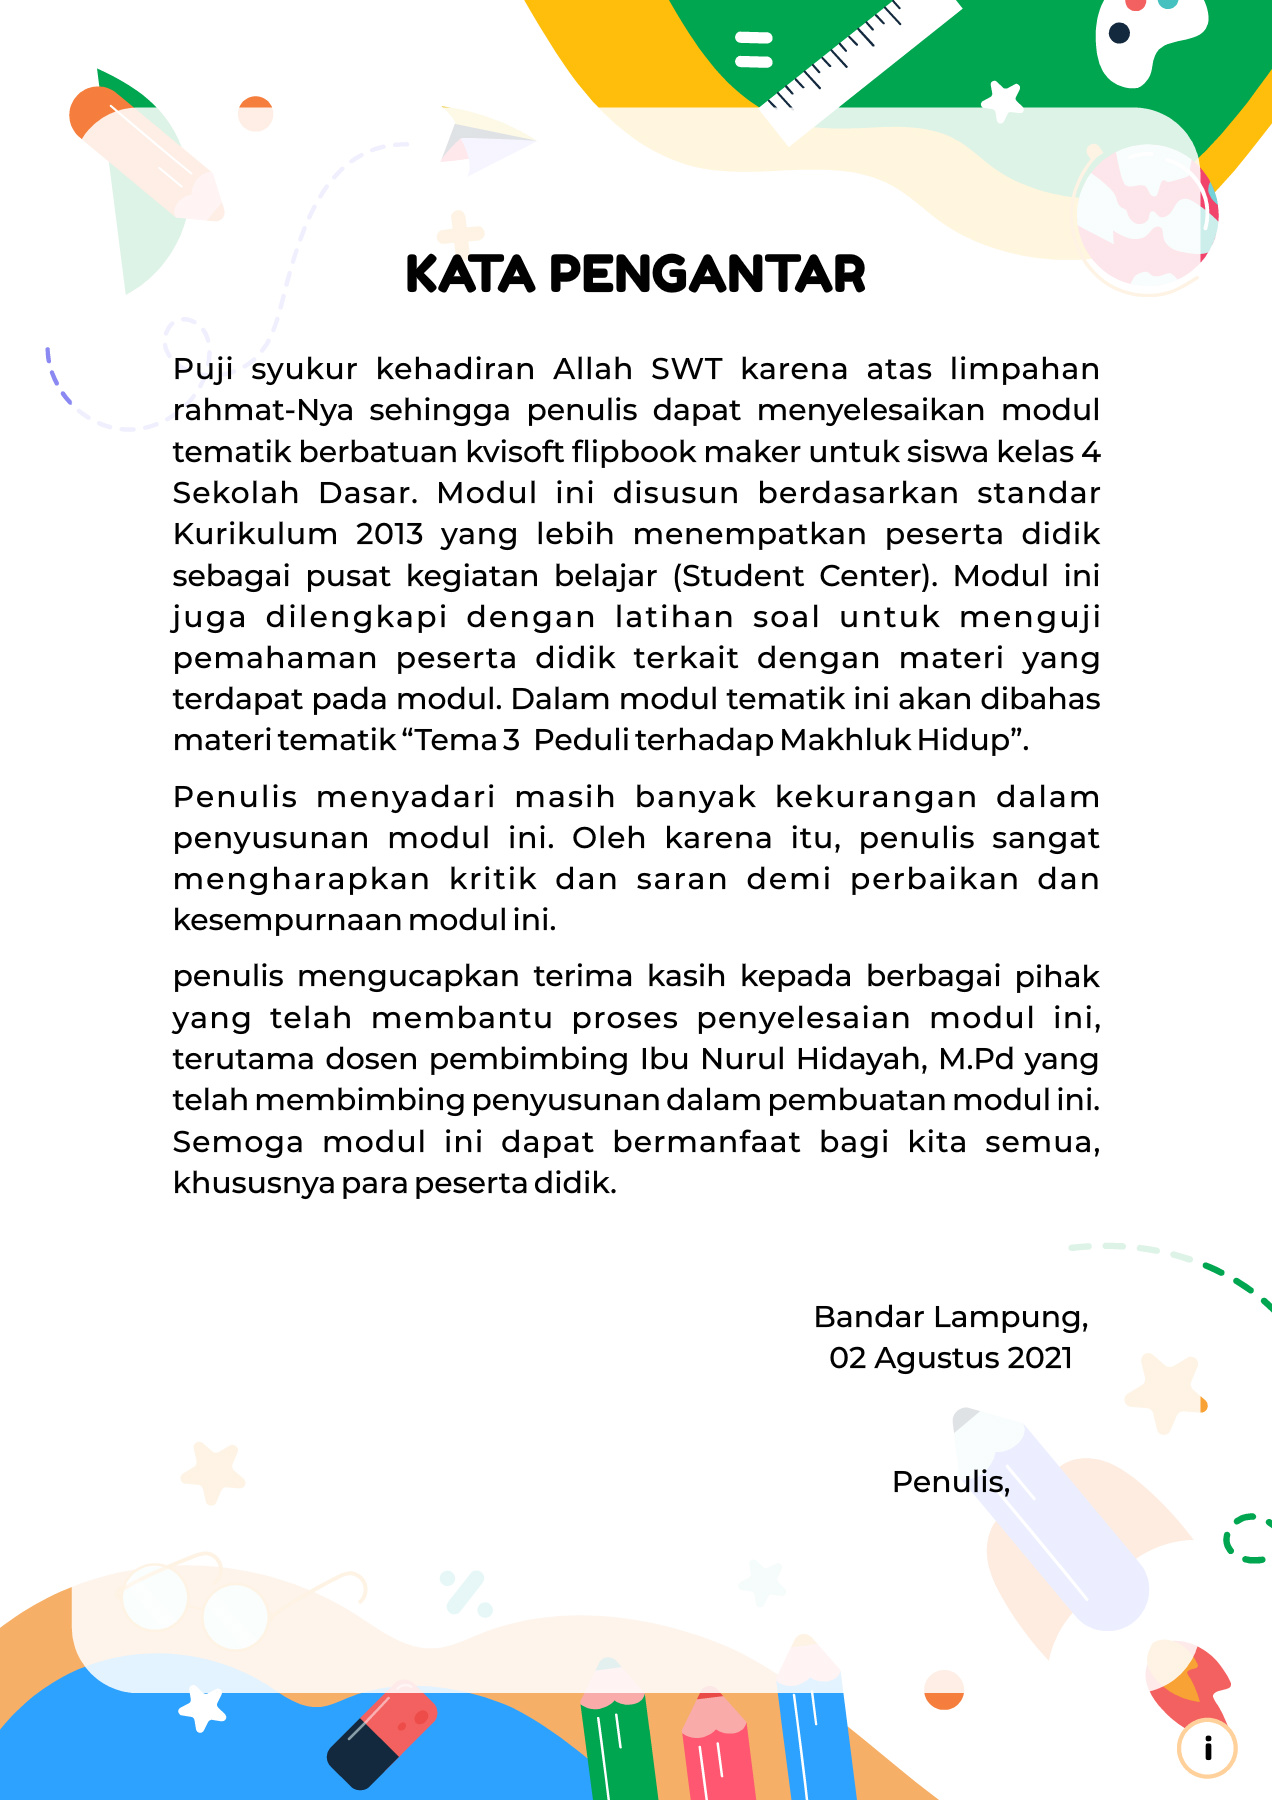 KATA PENGANTAR
Puji syukur kehadiran Allah SWT karena atas limpahan
rahmat-Nya sehingga penulis dapat menyelesaikan modul
tematik berbatuan kvisoft flipbook maker untuk siswa kelas 4
Sekolah Dasar. Modul ini disusun berdasarkan standar
Kurikulum 2013 yang lebih menempatkan peserta didik
sebagai pusat kegiatan belajar (Student Center). Modul ini
juga dilengkapi dengan latihan soal untuk menguji
pemahaman peserta didik terkait dengan materi yang
terdapat pada modul. Dalam modul tematik ini akan dibahas
materi tematik “Tema 3 Peduli terhadap Makhluk Hidup”.
Penulis menyadari masih banyak kekurangan dalam
penyusunan modul ini. Oleh karena itu, penulis sangat
mengharapkan kritik dan saran demi perbaikan dan
kesempurnaan modul ini.
penulis mengucapkan terima kasih kepada berbagai pihak
yang telah membantu proses penyelesaian modul ini,
terutama dosen pembimbing Ibu Nurul Hidayah, M.Pd yang
telah membimbing penyusunan dalam pembuatan modul ini.
Semoga modul ini dapat bermanfaat bagi kita semua,
khususnya para peserta didik.
Bandar Lampung,
02 Agustus 2021
Penulis,
i